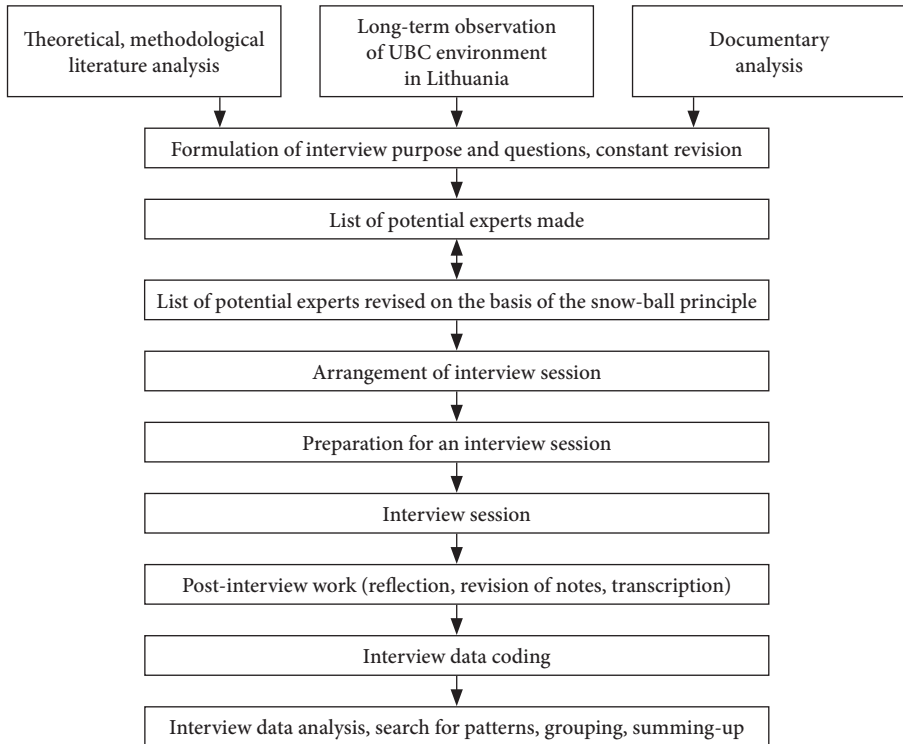 Theoretical, methodological
literature analysis
Long-term observation
of UBC environment
in Lithuania
Documentary
analysis
Formulation of interview purpose and questions, constant revision
List of potential experts made
List of potential experts revised on the basis of the snow-ball principle
Arrangement of interview session
Preparation for an interview session
Interview session
Post-interview work (reflection, revision of notes, transcription)
Interview data coding
Interview data analysis, search for patterns, grouping, summing-up